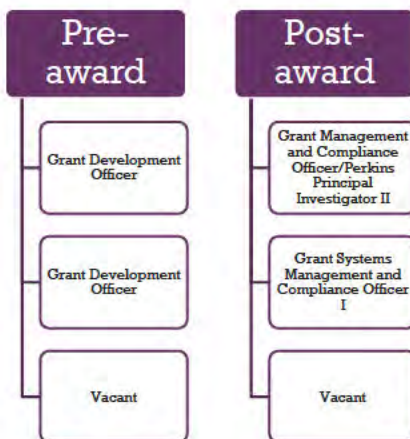 Pre-
award
Grant Development
Officer
Grant Development
Officer
Vacant
Post-
award
Grant Management
and Compliance
Officer/Perkins
Principal
Investigator II
Grant Systems
Management and
Compliance Officer
I
Vacant